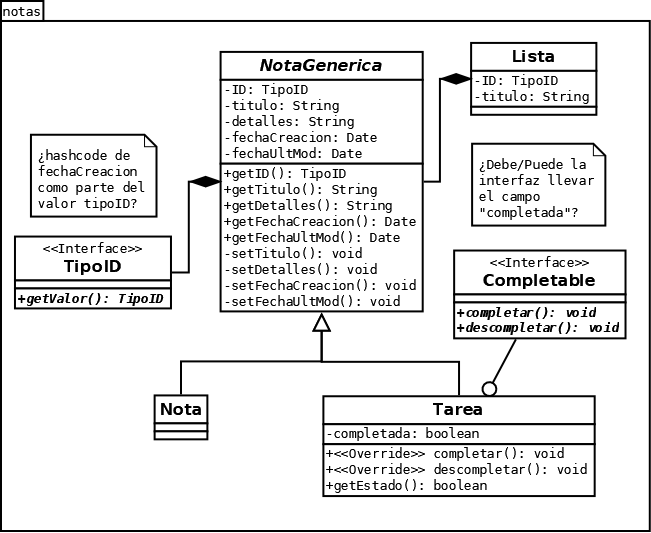 notas
NotaGenerica
-ID: TipoID
-titulo: String
-detalles: String
-fechaCreacion: Date
-fechaUltMod: Date
+getID(): TipoID
+getTitulo(): String
+getDetalles(): String
+getFechaCreacion(): Date
+getFechaUltMod(): Date
-setTitulo(): void
-setDetalles(): void
-setFechaCreacion(): void
-setFechaUltMod(): void
Lista
-ID: TipoID
-titulo: String
¿hashcode de
fechaCreacion
como parte del
valor tipoID?
¿Debe/Puede la
interfaz llevar
el campo
"completada"?
<<Interface>>
TipoID
+getValor(): TipoID
<<Interface>>
Completable
+completar(): void
+descompletar(): void
Nota
Tarea
-completada: boolean
+<<Override>> completar(): void
+<<Override>> descompletar(): void
+getEstado(): boolean